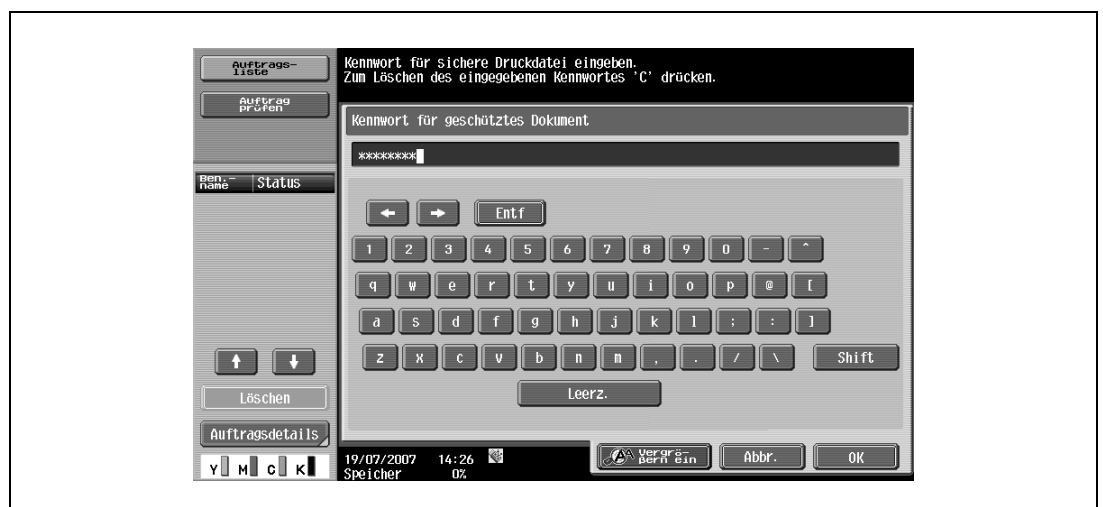 Auftrags-
liste
Auftrag
prüfen
Ben.-
name Status
Löschen
Auftragsdetails
Y M C K
Kennwort für sichere Druckdatei eingeben.
Zum Löschen des eingegebenen Kennwortes 'C' drücken.
Kennwort für geschütztes Dokument
********
Entf
1 2 3 4 5 6 7 8 9 0 - ^
q w e r t y u i o p @ [
a s d f g h j k l ; : ]
z x c v b n m , . / \ Shift
Leerz.
19/07/2007 14:26
Speicher 0%
Vergrö-
ßern ein
Abbr.
OK